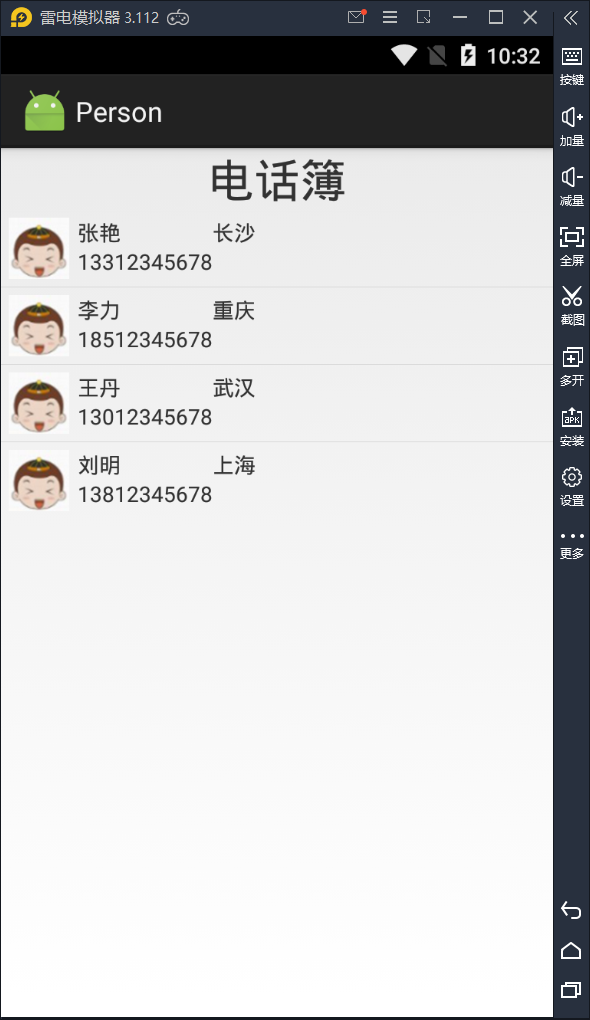 雷电模拟器 3.112
10:32
Person
电话簿
张艳 长沙
13312345678
李力 重庆
18512345678
王丹 武汉
13012345678
刘明 上海
13812345678
按键
加量
减量
全屏
截图
多开
APK
安装
设置
更多